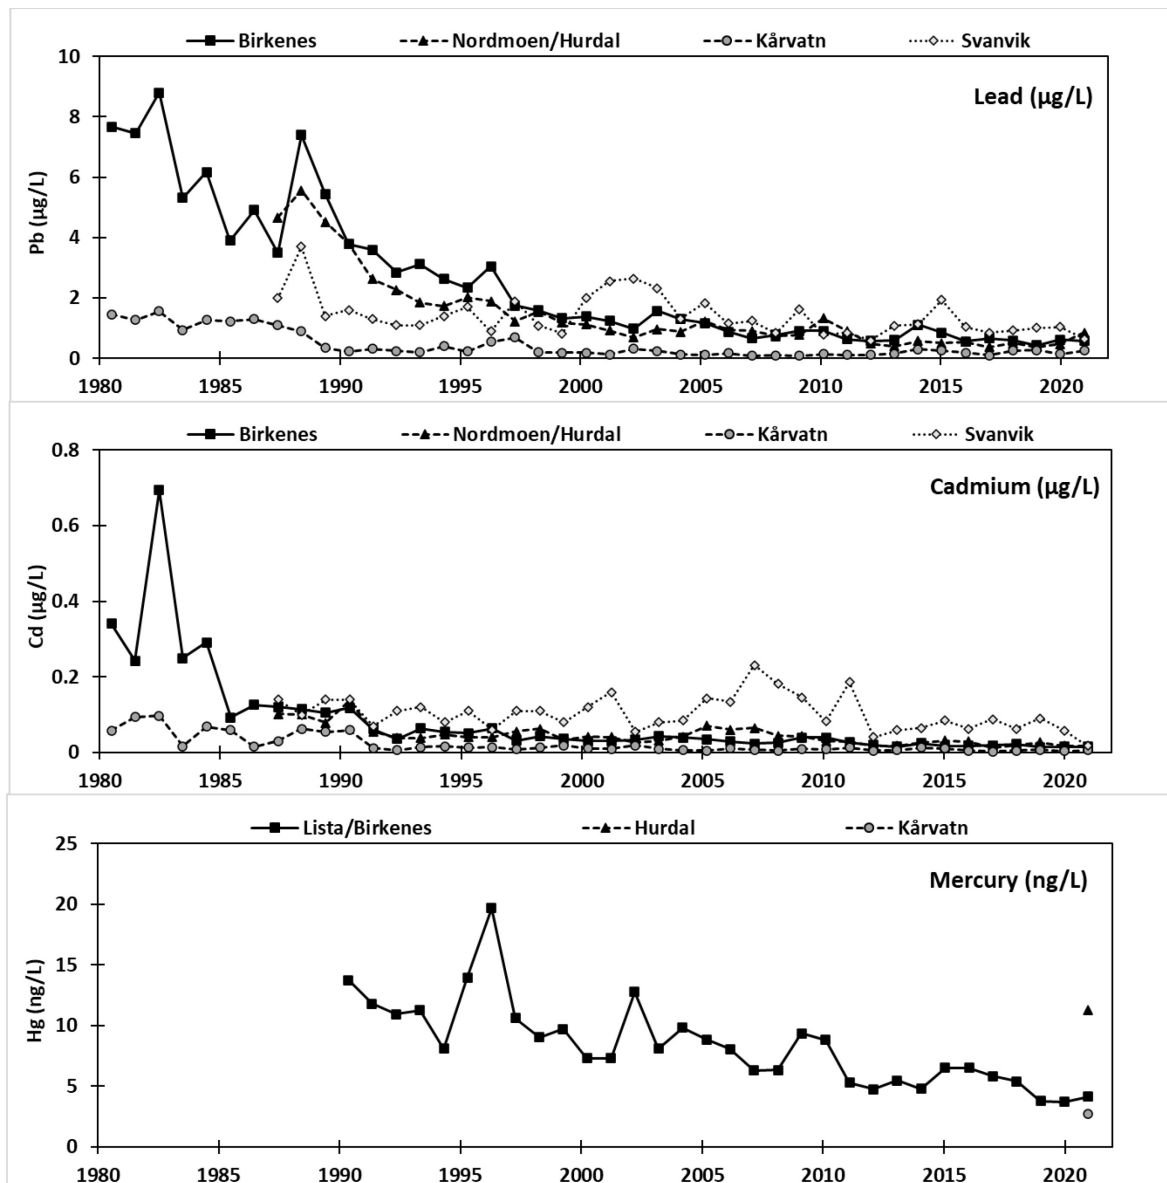 Birkenes Nordmoen/Hurdal Kårvatn Svanvik
Lead (µg/L)
Pb (µg/L)
10
8
6
4
2
0
1980 1985 1990 1995 2000 2005 2010 2015 2020
Birkenes Nordmoen/Hurdal Kårvatn Svanvik
Cadmium (µg/L)
Cd (µg/L)
0.8
0.6
0.4
0.2
0
1980 1985 1990 1995 2000 2005 2010 2015 2020
Lista/Birkenes Hurdal Kårvatn
Mercury (ng/L)
Hg (ng/L)
25
20
15
10
5
0
1980 1985 1990 1995 2000 2005 2010 2015 2020